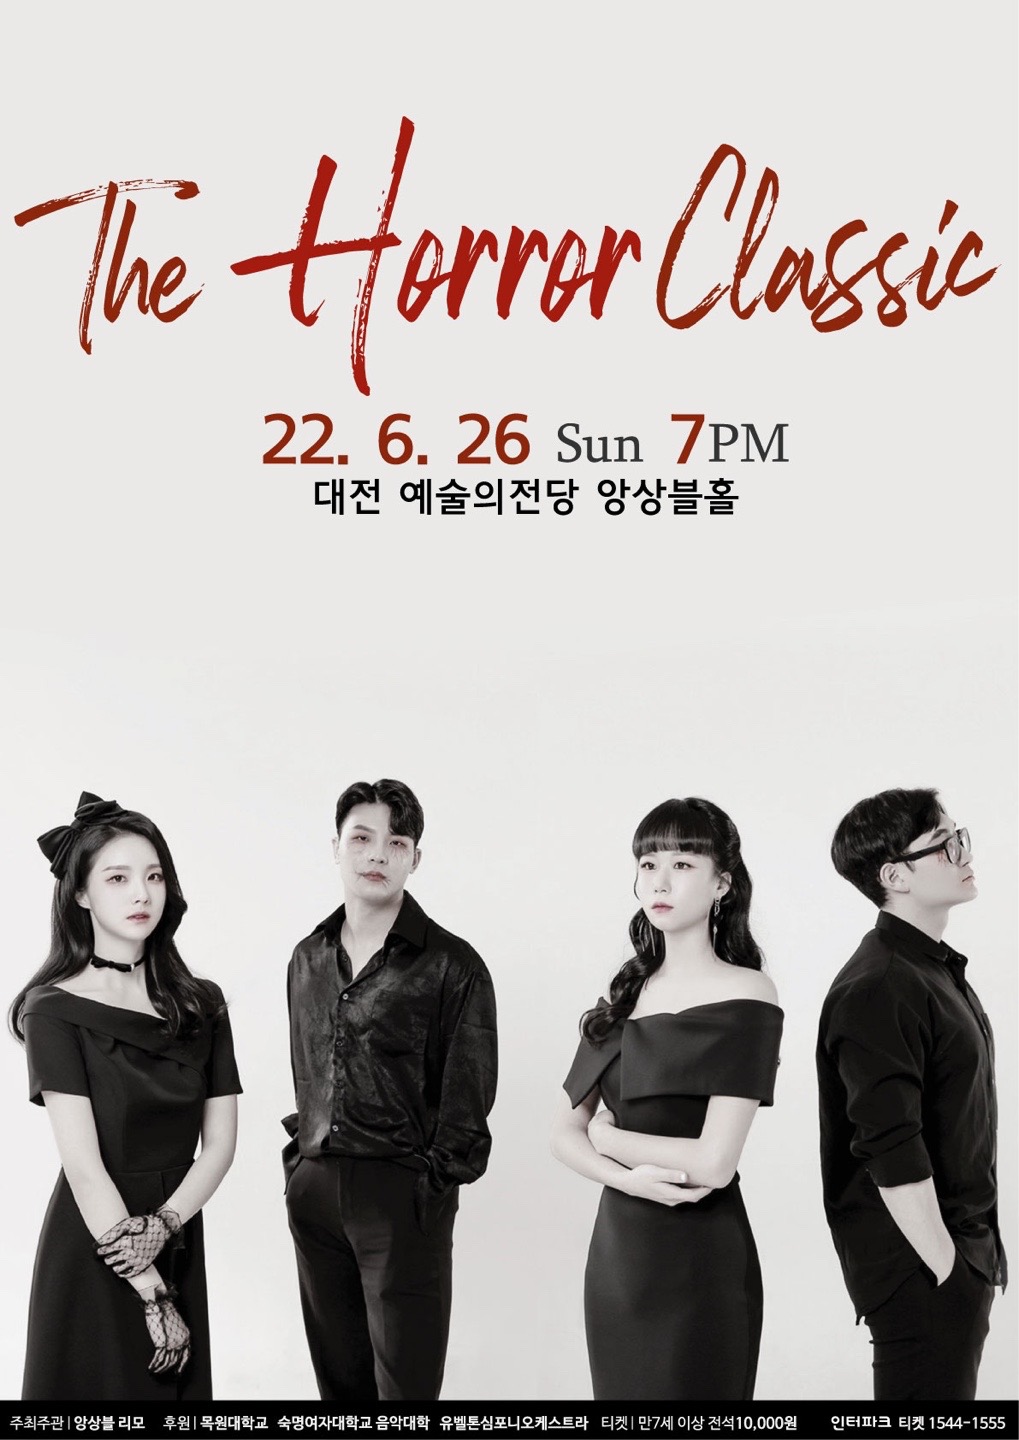 The Horror Classic
22. 6. 26 Sun 7PM
대전 예술의전당 앙상블홀
주최주관 | 앙상블 리모 후원 | 목원대학교 숙명여자대학교 음악대학 유벨톤심포니오케스트라 티켓 | 만7세 이상 전석10,000원 인터파크 티켓 1544-1555